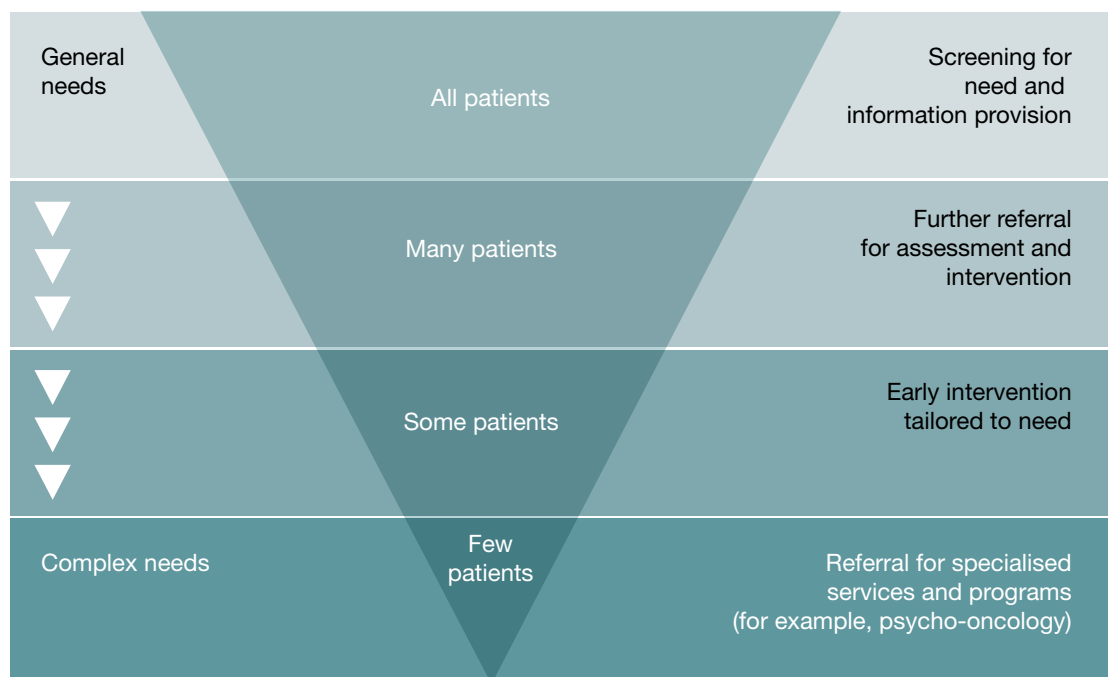 General
needs
All patients
Screening for
need and
information provision
Many patients
Further referral
for assessment and
intervention
Some patients
Early intervention
tailored to need
Complex needs
Few
patients
Referral for specialised
services and programs
(for example, psycho-oncology)